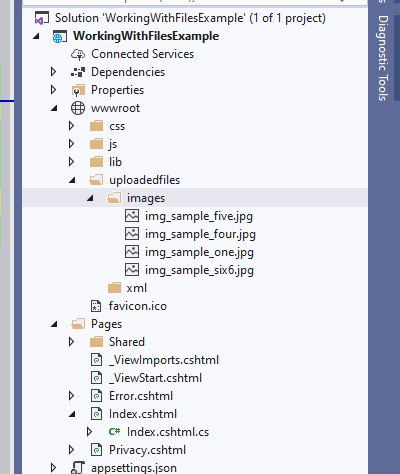 Solution 'WorkingWithFilesExample' (1 of 1 project)
WorkingWithFilesExample
Connected Services
Dependencies
Properties
wwwroot
css
js
lib
uploadedfiles
images
img_sample_five.jpg
img_sample_four.jpg
img_sample_one.jpg
img_sample_six6.jpg
xml
favicon.ico
Pages
Shared
_ViewImports.cshtml
_ViewStart.cshtml
Error.cshtml
Index.cshtml
C# Index.cshtml.cs
Privacy.cshtml
appsettings.json
Diagnostic Tools